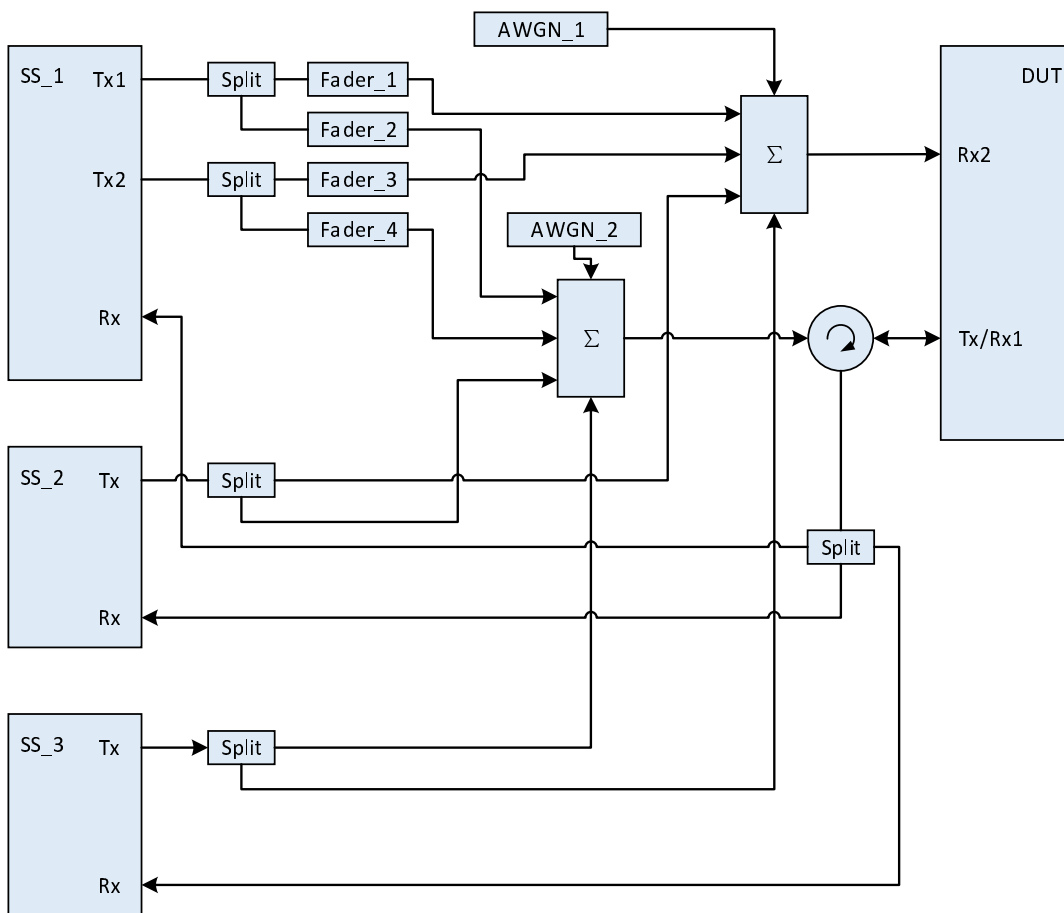 AWGN_1
SS_1
Tx1
Split
Fader_1
DUT
Fader_2
Σ
Rx2
Tx2
Split
Fader_3
Fader_4
AWGN_2
Rx
Σ
Tx/Rx1
SS_2
Tx
Split
Split
Rx
SS_3
Tx
Split
Rx